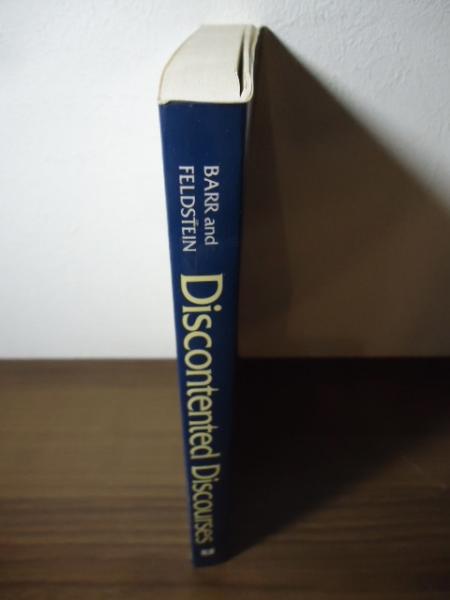 BARR and
FELDSTEIN
Discontented Discourses